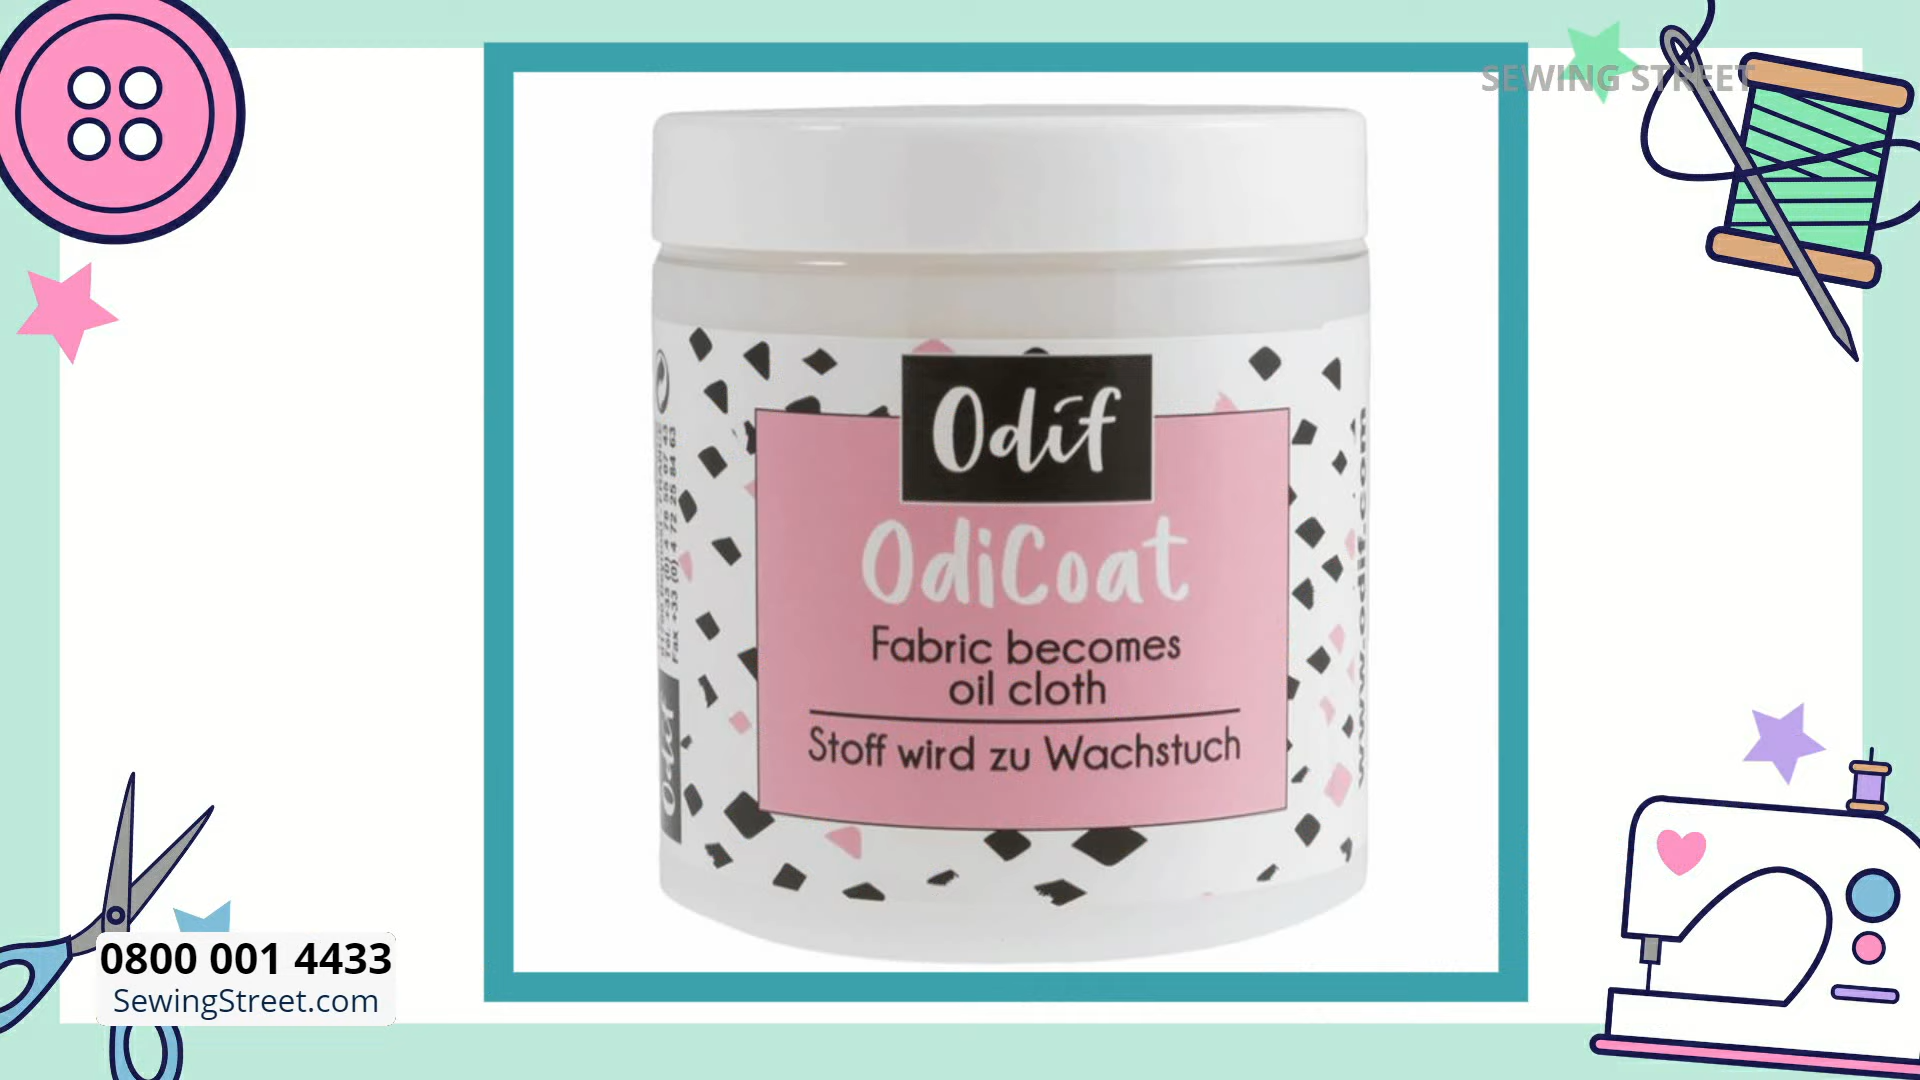 SEWING STREET
Odif
OdiCoat
Fabric becomes
oil cloth
Stoff wird zu Wachstuch
www.odif.com
Odif
0800 001 4433
SewingStreet.com